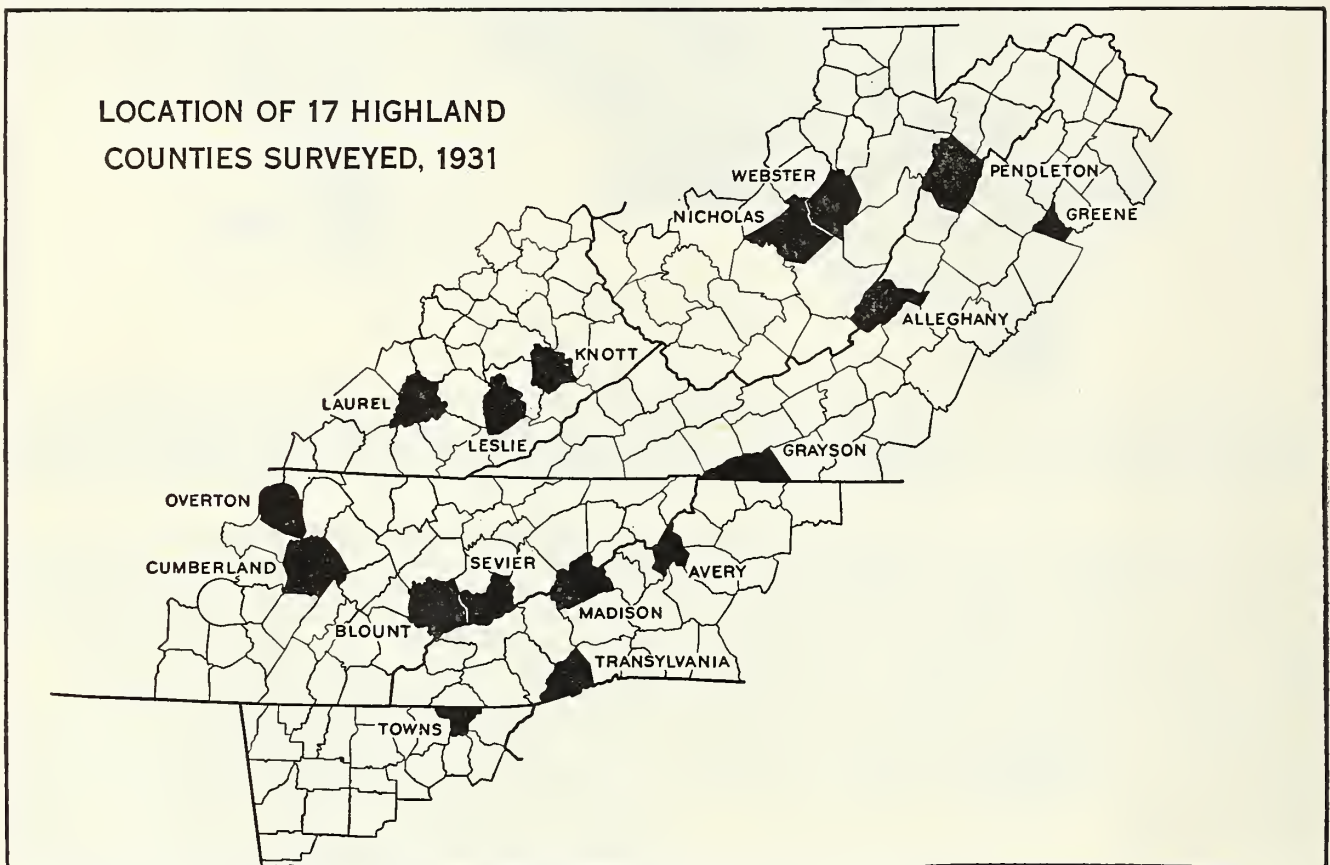 LOCATION OF 17 HIGHLAND
COUNTIES SURVEYED, 1931
WEBSTER
PENDLETON
NICHOLAS
GREENE
ALLEGHANY
KNOTT
LAUREL
LESLIE
GRAYSON
OVERTON
CUMBERLAND
SEVIER
AVERY
MADISON
BLOUNT
TRANSYLVANIA
TOWNS